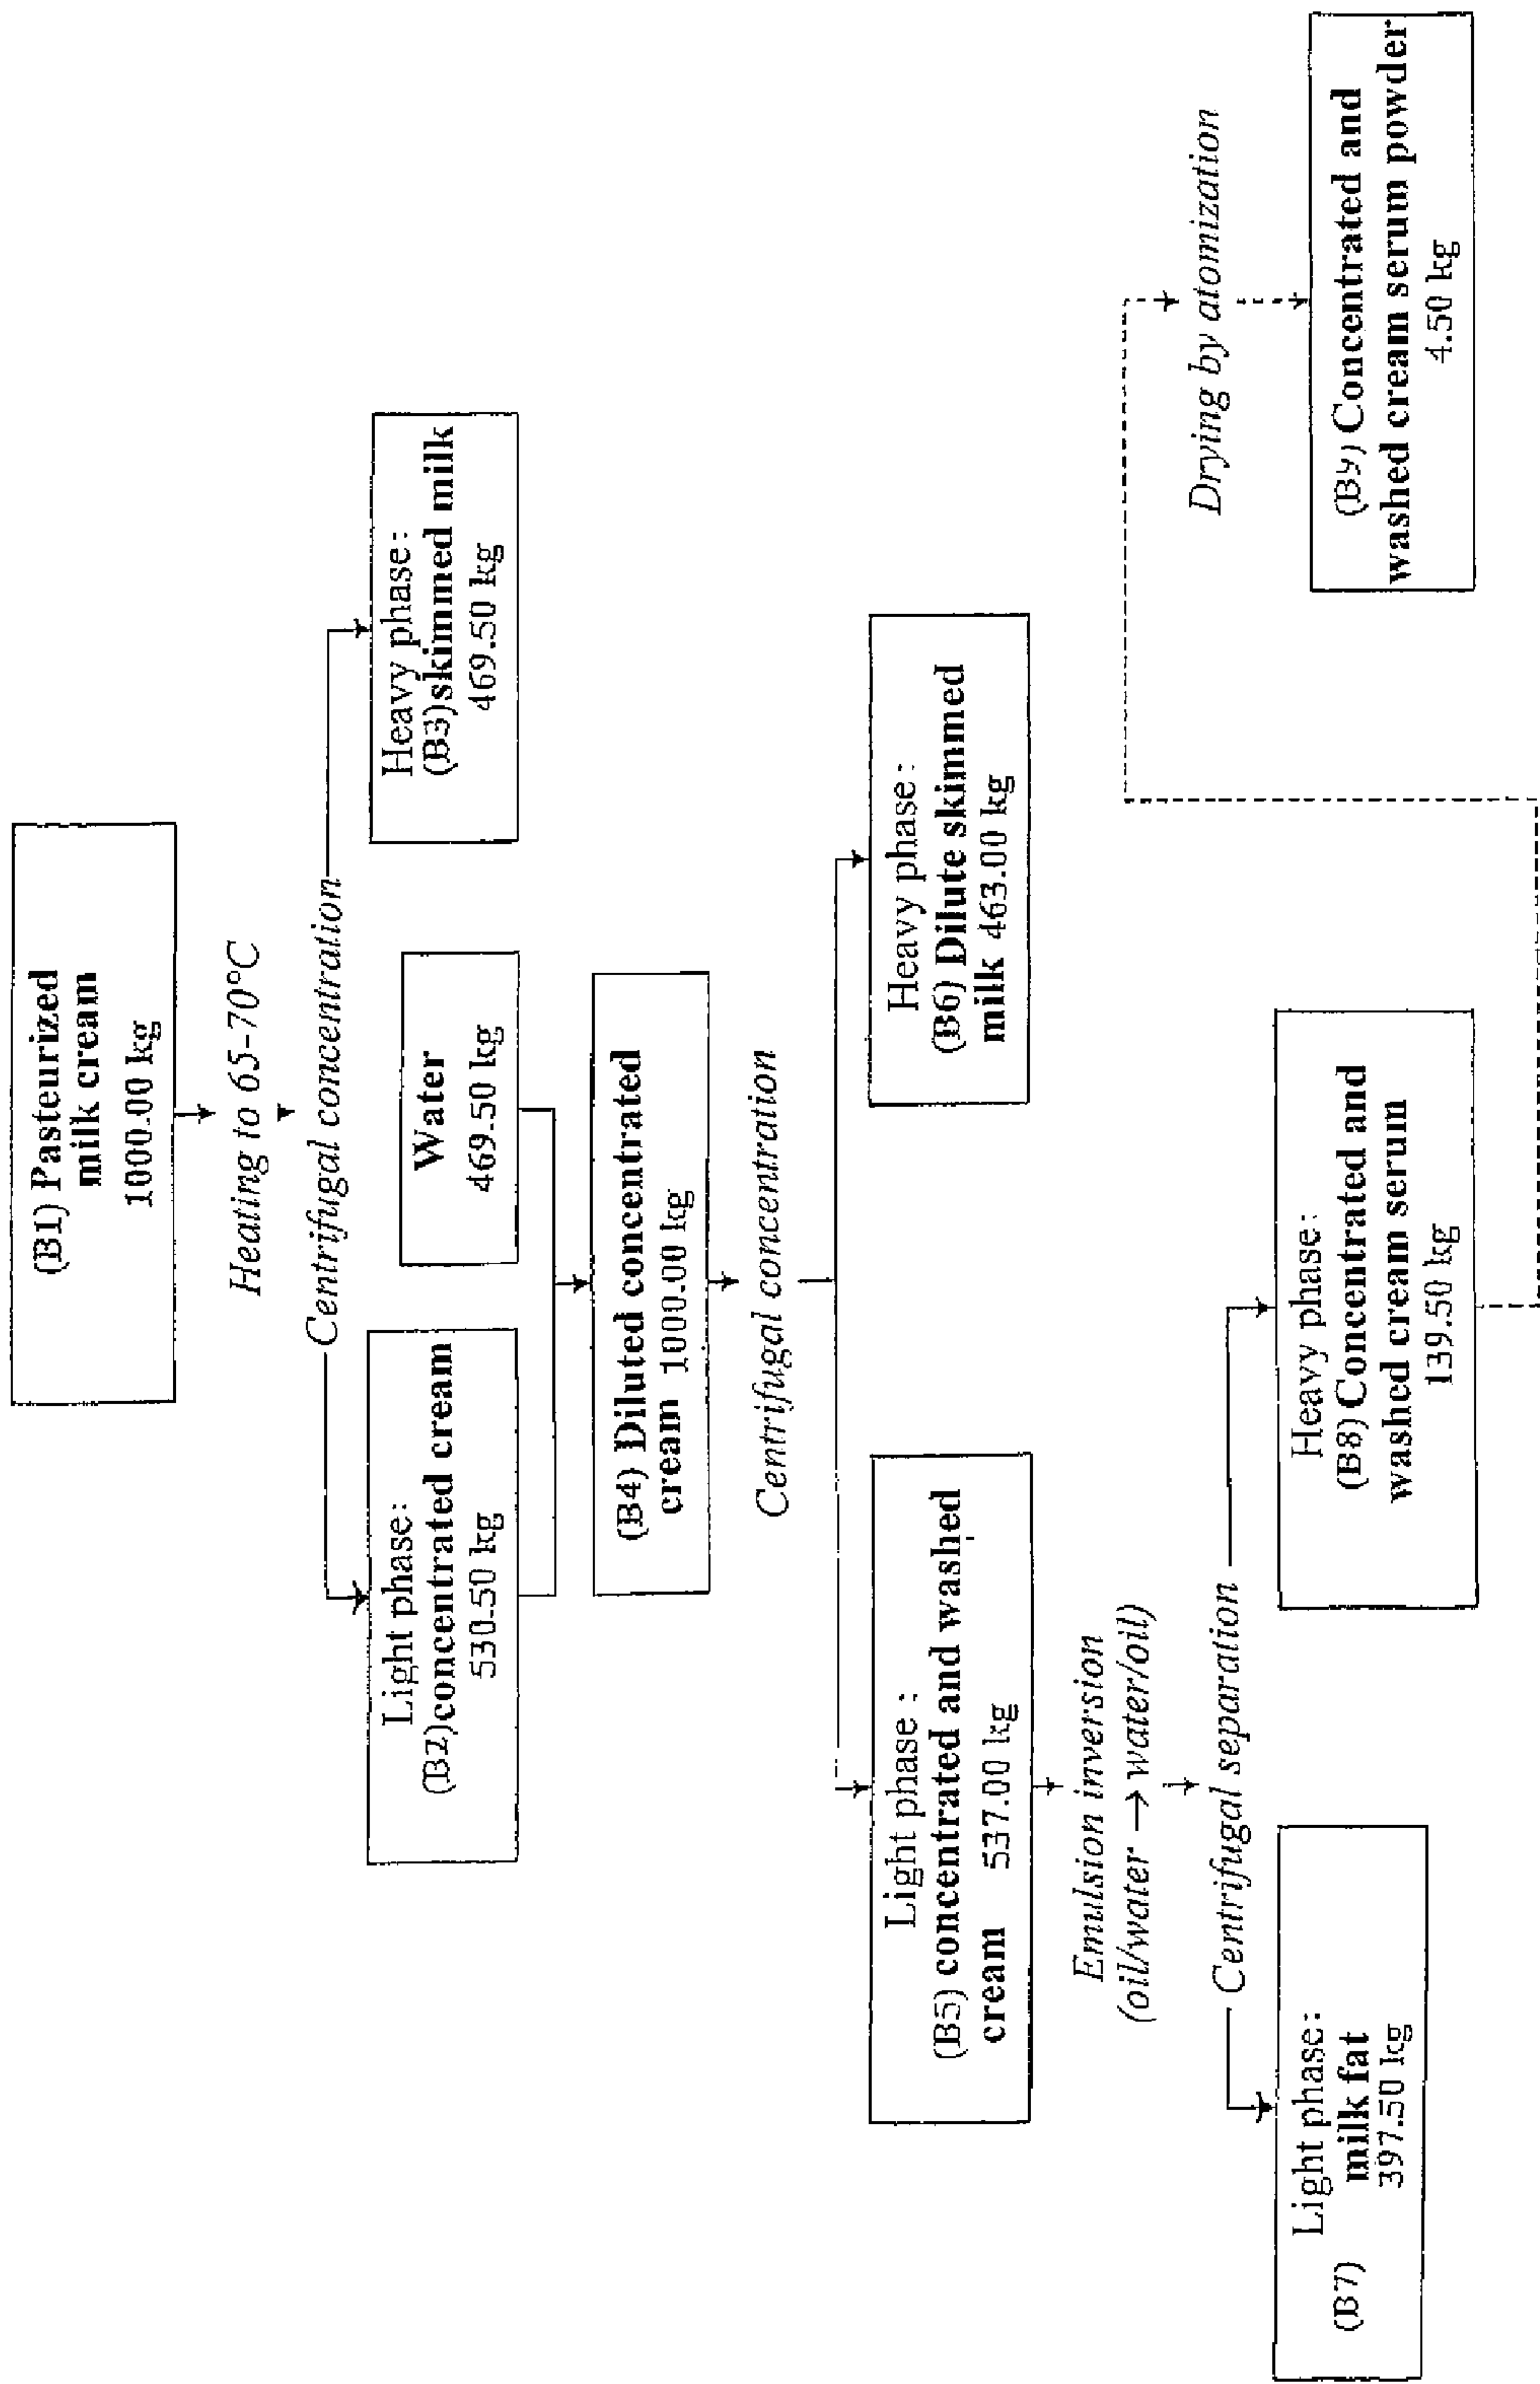 (B1) Pasteurized
milk cream
1000.00 kg
Heating to 65-70°C
Centrifugal concentration
Light phase:
(B2)concentrated cream
530.50 kg
Water
469.50 kg
Heavy phase:
(B3)skimmed milk
469.50 kg
(B4) Diluted concentrated
cream 1000.00 kg
Centrifugal concentration
Light phase:
(B5) concentrated and washed
cream 537.00 kg
Heavy phase:
(B6) Dilute skimmed
milk 463.00 kg
Emulsion inversion
(oil/water → water/oil)
Centrifugal separation
Light phase:
(B7) milk fat
397.50 kg
Heavy phase:
(B8) Concentrated and
washed cream serum
139.50 kg
Drying by atomization
(B9) Concentrated and
washed cream serum powder
4.50 kg